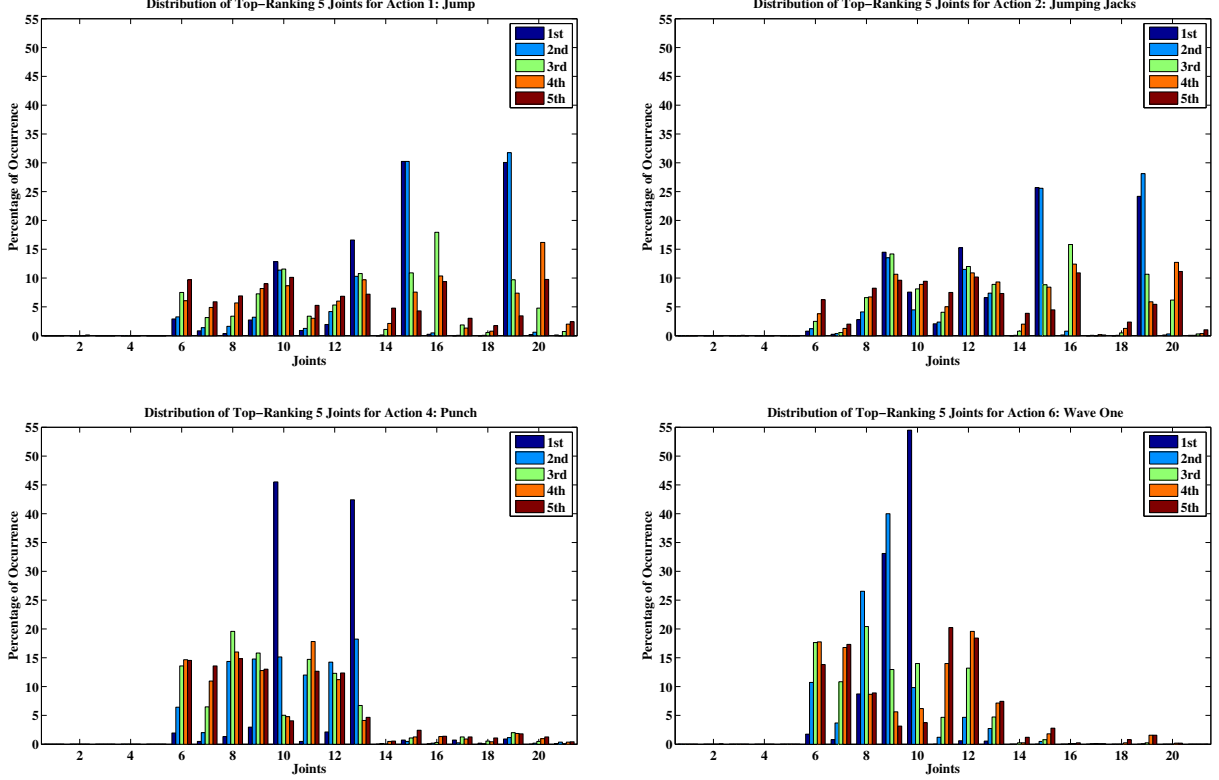 Distribution of Top−Ranking 5 Joints for Action 1: Jump
55
50
45
40
35
30
25
20
15
10
5
0
Percentage of Occurrence
2 4 6 8 10 12 14 16 18 20
Joints
1st
2nd
3rd
4th
5th
Distribution of Top−Ranking 5 Joints for Action 2: Jumping Jacks
55
50
45
40
35
30
25
20
15
10
5
0
Percentage of Occurrence
2 4 6 8 10 12 14 16 18 20
Joints
1st
2nd
3rd
4th
5th
Distribution of Top−Ranking 5 Joints for Action 4: Punch
55
50
45
40
35
30
25
20
15
10
5
0
Percentage of Occurrence
2 4 6 8 10 12 14 16 18 20
Joints
1st
2nd
3rd
4th
5th
Distribution of Top−Ranking 5 Joints for Action 6: Wave One
55
50
45
40
35
30
25
20
15
10
5
0
Percentage of Occurrence
2 4 6 8 10 12 14 16 18 20
Joints
1st
2nd
3rd
4th
5th